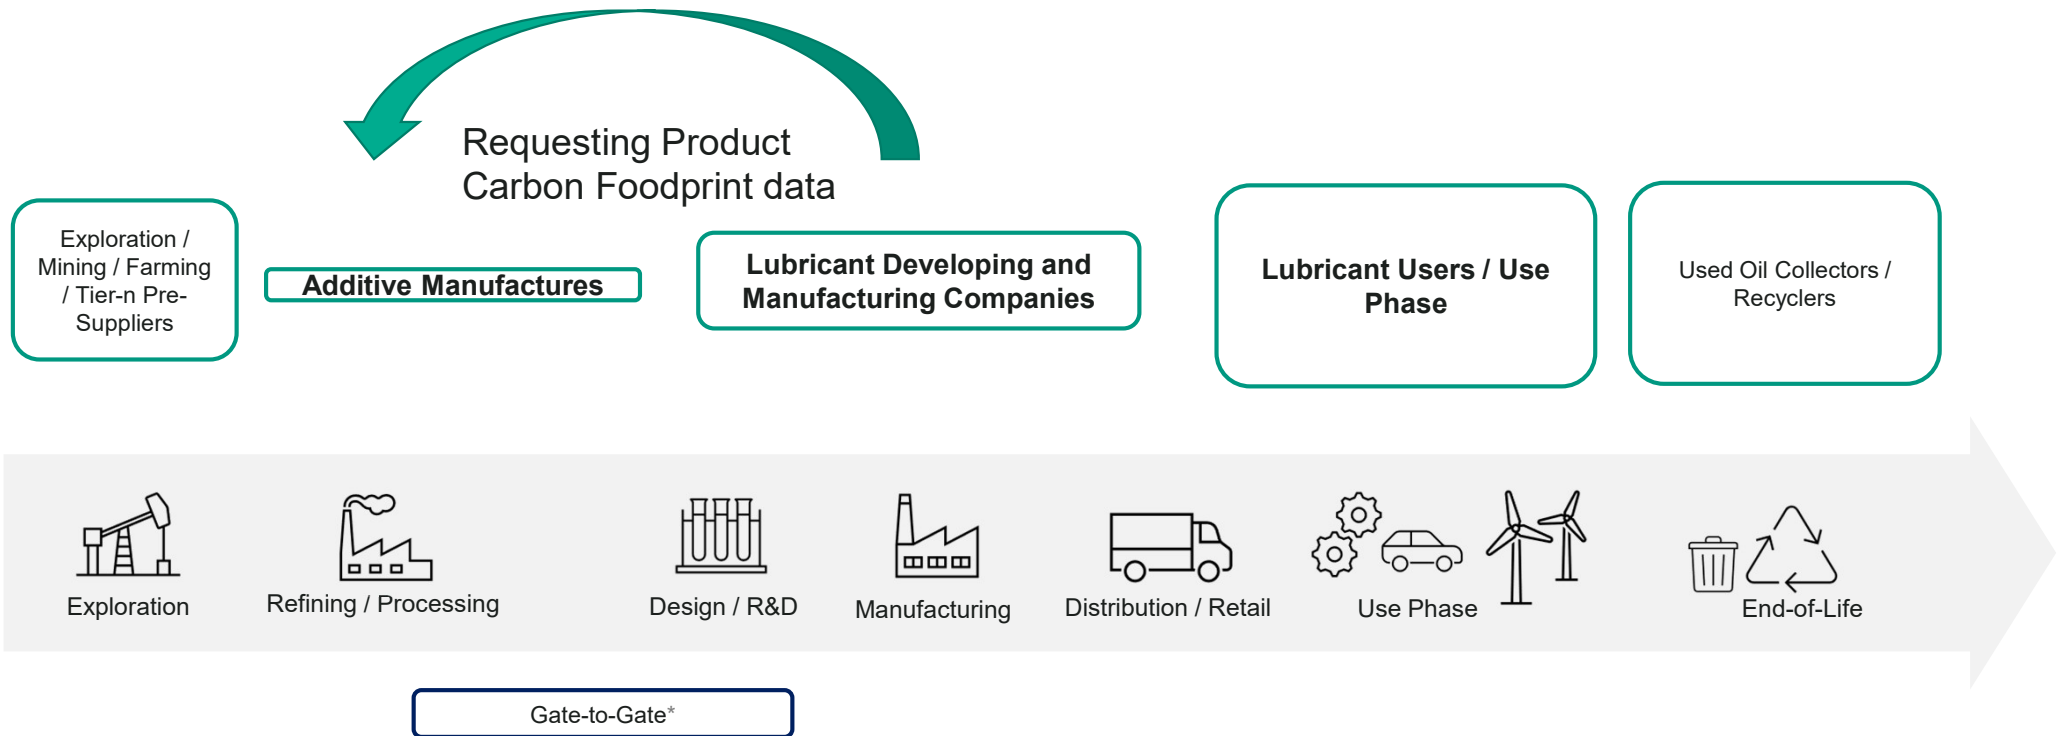 Requesting Product
Carbon Foodprint data
Exploration /
Mining / Farming
/ Tier-n Pre-
Suppliers
Additive Manufactures
Lubricant Developing and
Manufacturing Companies
Lubricant Users / Use
Phase
Used Oil Collectors /
Recyclers
Exploration
Refining / Processing
Design / R&D
Manufacturing
Distribution / Retail
Use Phase
End-of-Life
Gate-to-Gate*